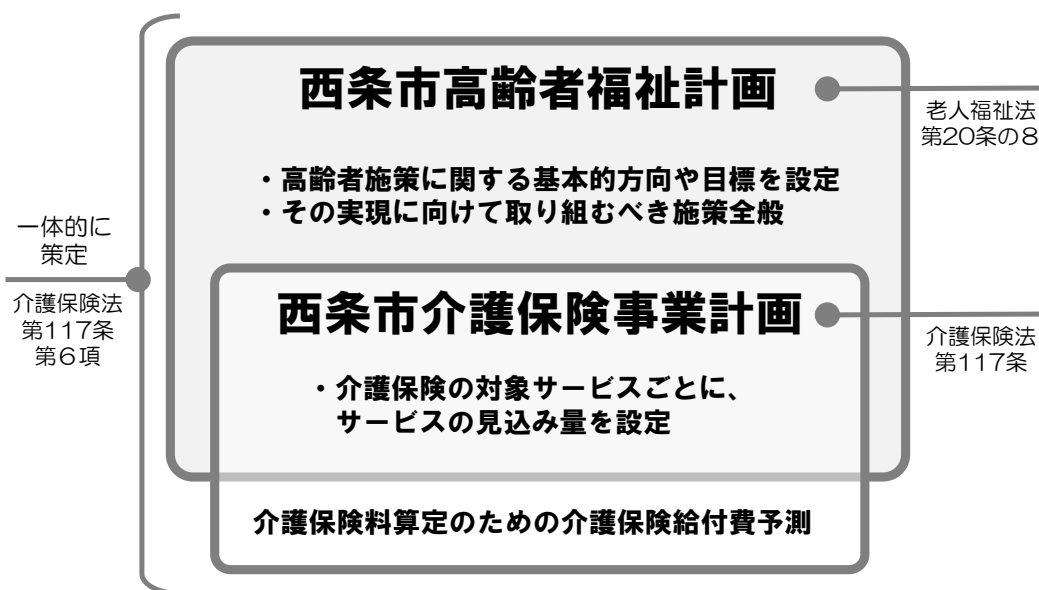 西条市高齢者福祉計画
老人福祉法
第20条の8
・高齢者施策に関する基本的方向や目標を設定
・その実現に向けて取り組むべき施策全般
一体的に
策定
介護保険法
第117条
第6項
西条市介護保険事業計画
介護保険法
第117条
・介護保険の対象サービスごとに、
サービスの見込み量を設定
介護保険料算定のための介護保険給付費予測